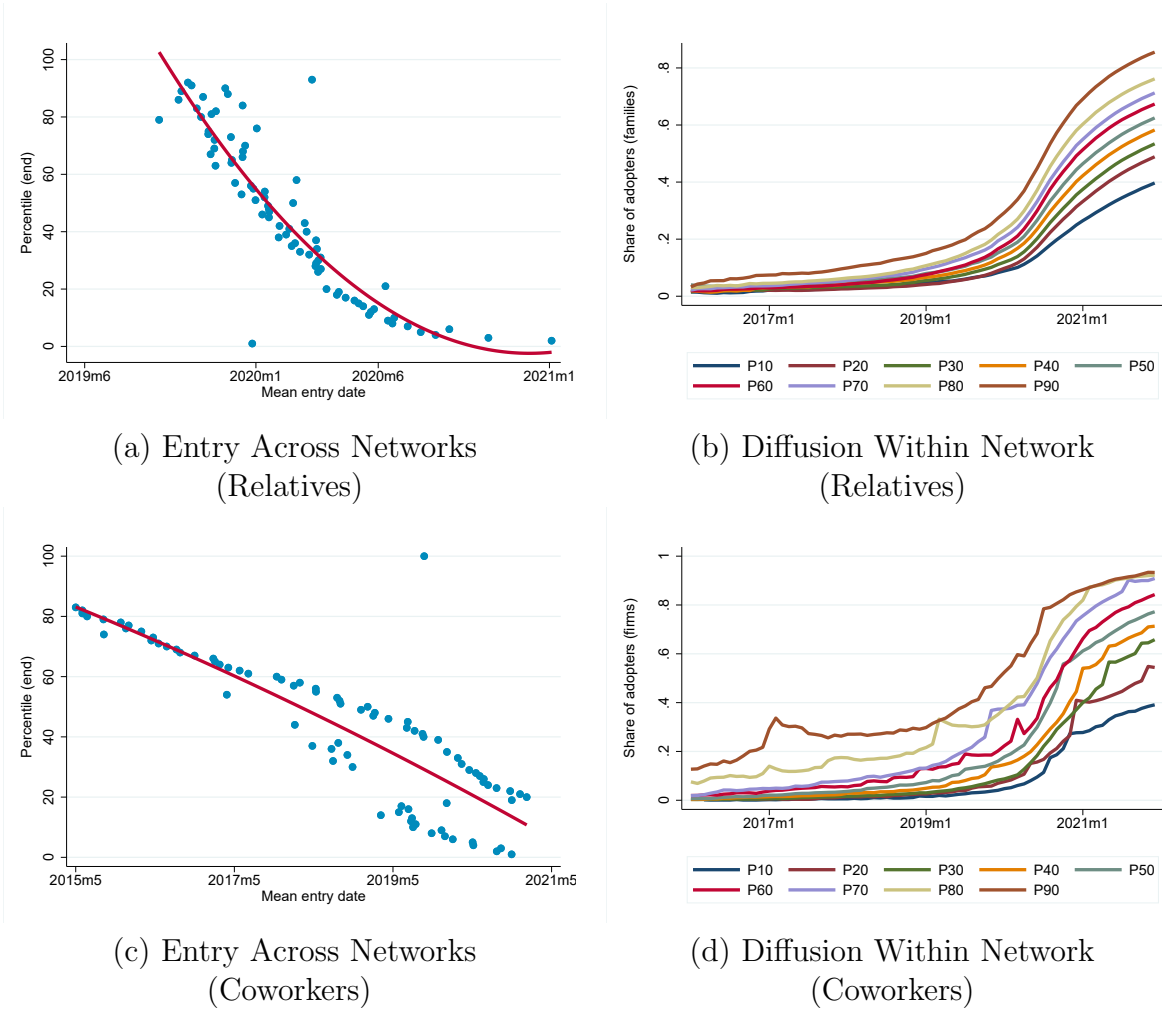 Percentile (end)
100
80
60
40
20
0
2019m6 2020m1 2020m6 2021m1
Mean entry date
(a) Entry Across Networks
(Relatives)
Share of adopters (families)
.8
.6
.4
.2
0
2017m1 2019m1 2021m1
P10 P20 P30 P40 P50
P60 P70 P80 P90
(b) Diffusion Within Network
(Relatives)
Percentile (end)
100
80
60
40
20
0
2015m5 2017m5 2019m5 2021m5
Mean entry date
(c) Entry Across Networks
(Coworkers)
Share of adopters (firms)
1
.8
.6
.4
.2
0
2017m1 2019m1 2021m1
P10 P20 P30 P40 P50
P60 P70 P80 P90
(d) Diffusion Within Network
(Coworkers)